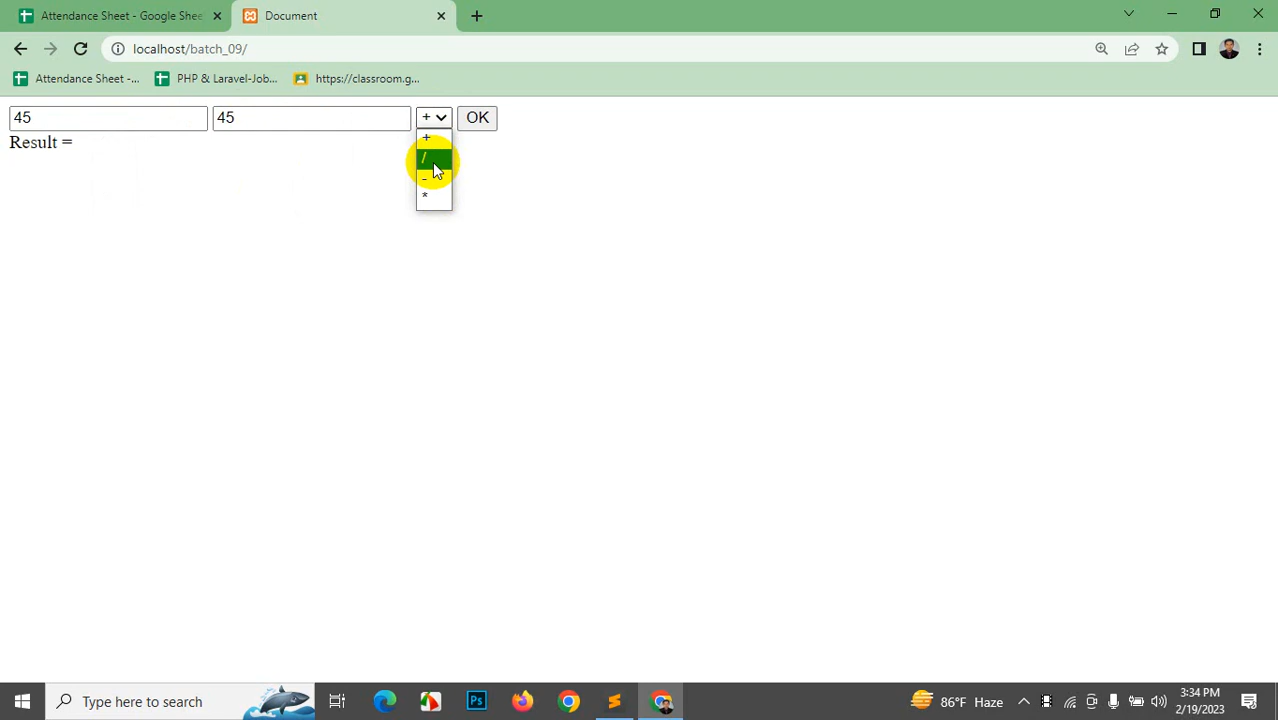 Attendance Sheet - Google Shee
Document
localhost/batch_09/
Attendance Sheet -...
PHP & Laravel-Job...
https://classroom.g...
45
45
+
OK
+
/
-
*
Result =
Type here to search
Ps
86°F Haze
3:34 PM
2/19/2023